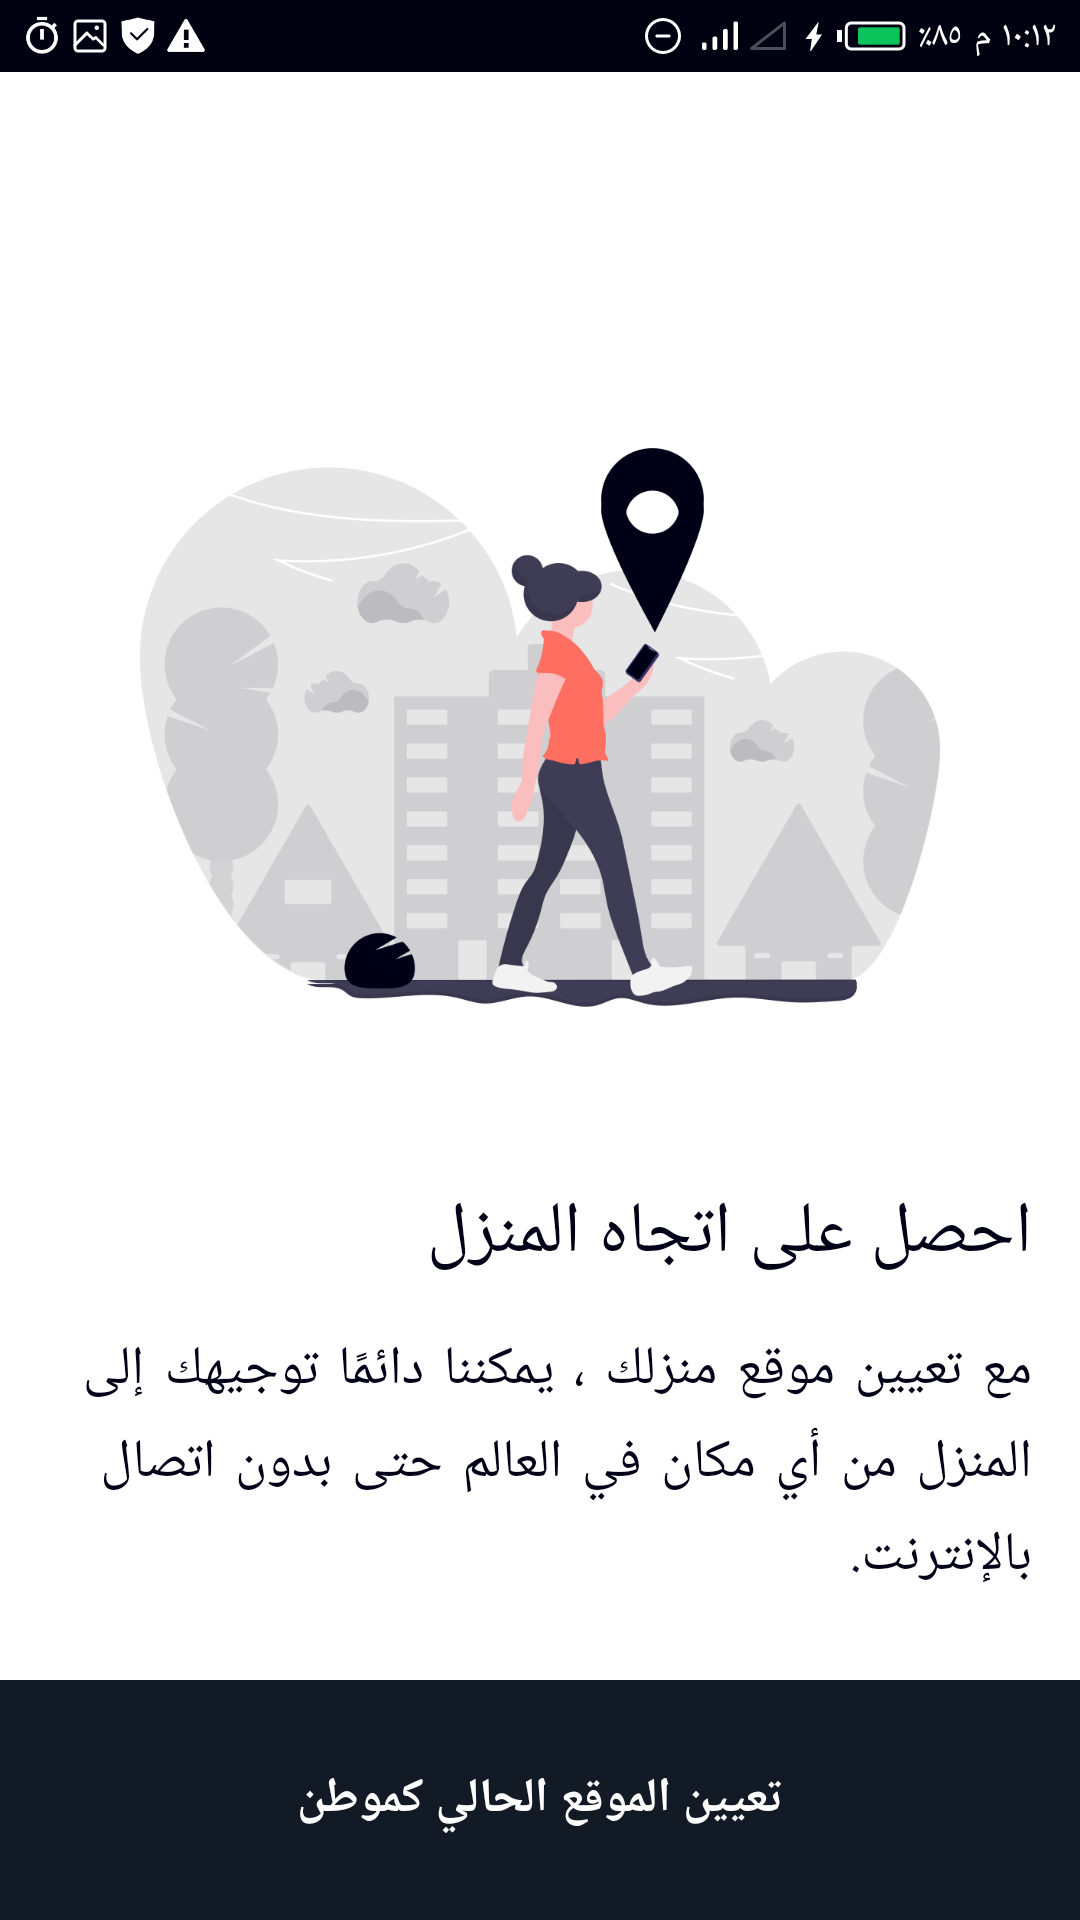 ١٠:١٢ م ٨٥٪
احصل على اتجاه المنزل
مع تعيين موقع منزلك ، يمكننا دائمًا توجيهك إلى
المنزل من أي مكان في العالم حتى بدون اتصال
بالإنترنت.
تعيين الموقع الحالي كموطن